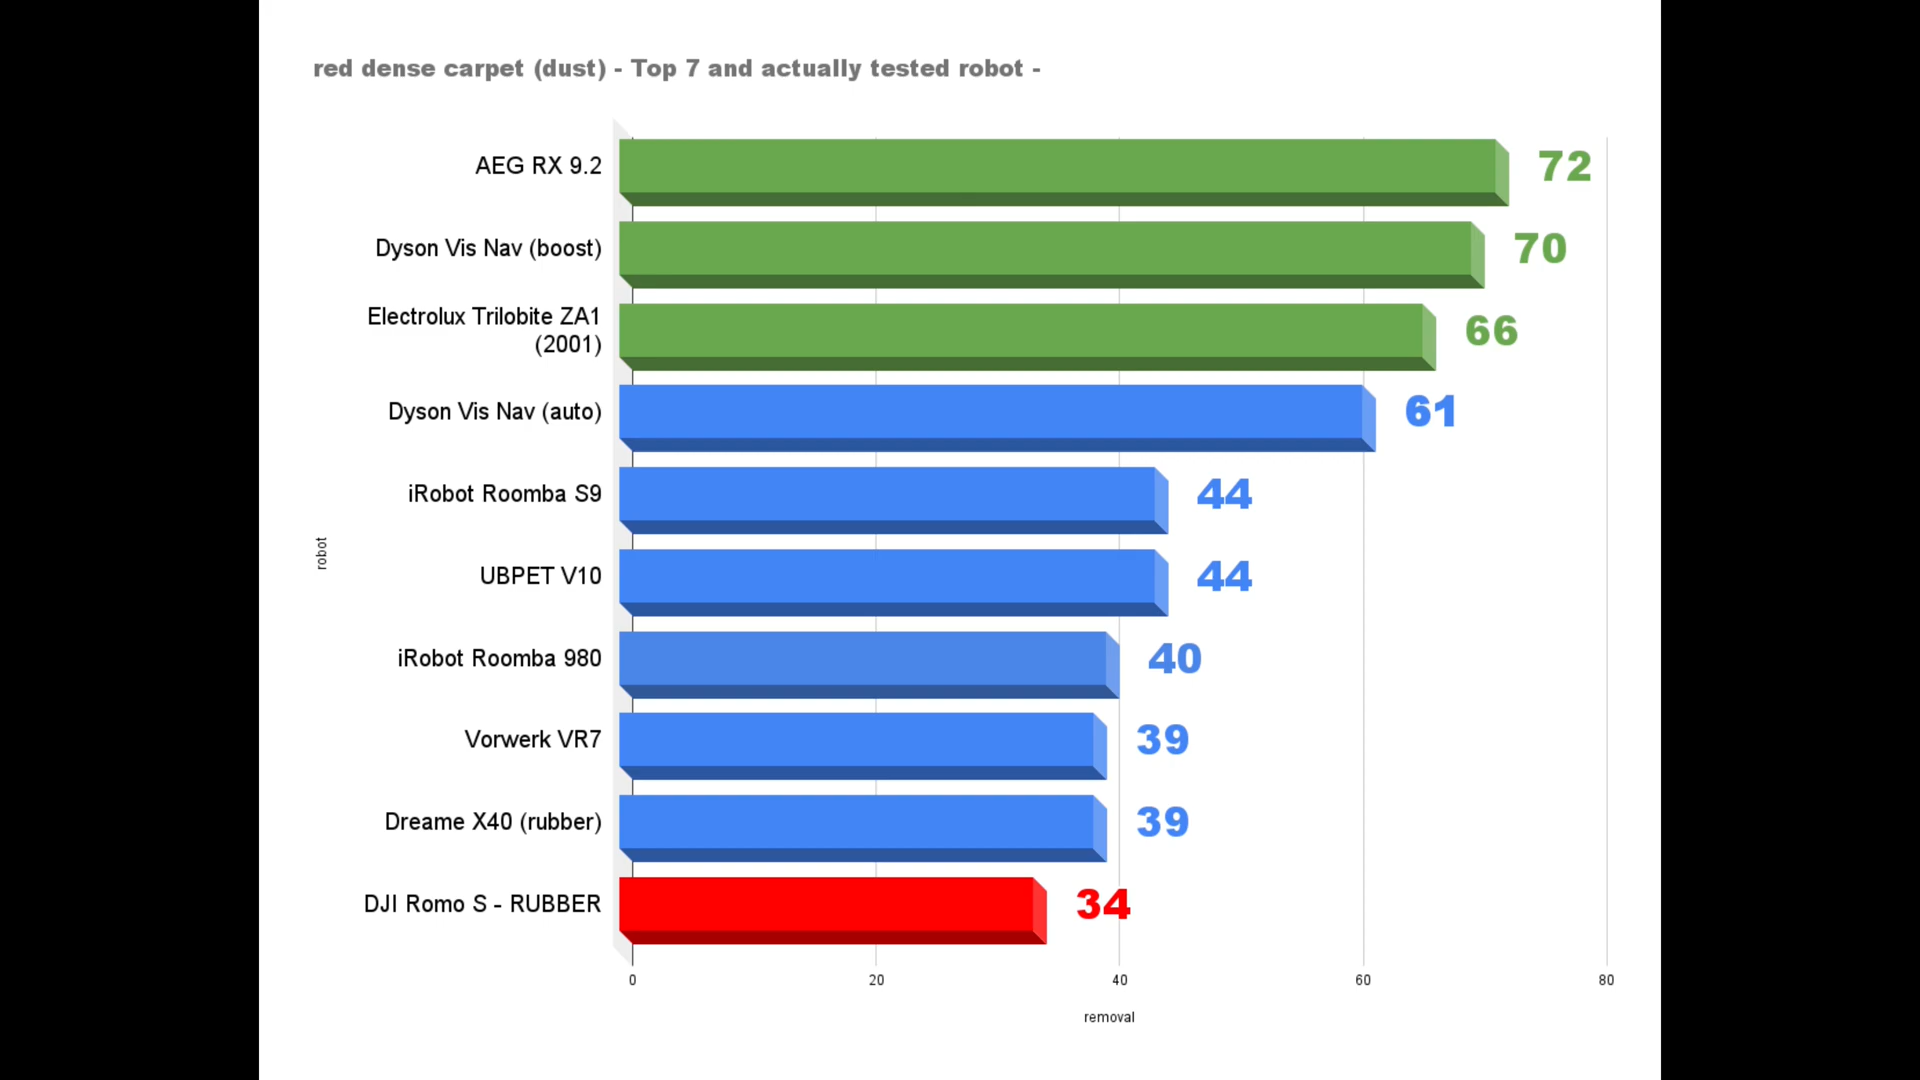 red dense carpet (dust) - Top 7 and actually tested robot -
AEG RX 9.2
72
Dyson Vis Nav (boost)
70
Electrolux Trilobite ZA1
(2001)
66
Dyson Vis Nav (auto)
61
iRobot Roomba S9
44
UBPET V10
44
iRobot Roomba 980
40
Vorwerk VR7
39
Dreame X40 (rubber)
39
DJI Romo S - RUBBER
34
robot
0 20 40 60 80
removal